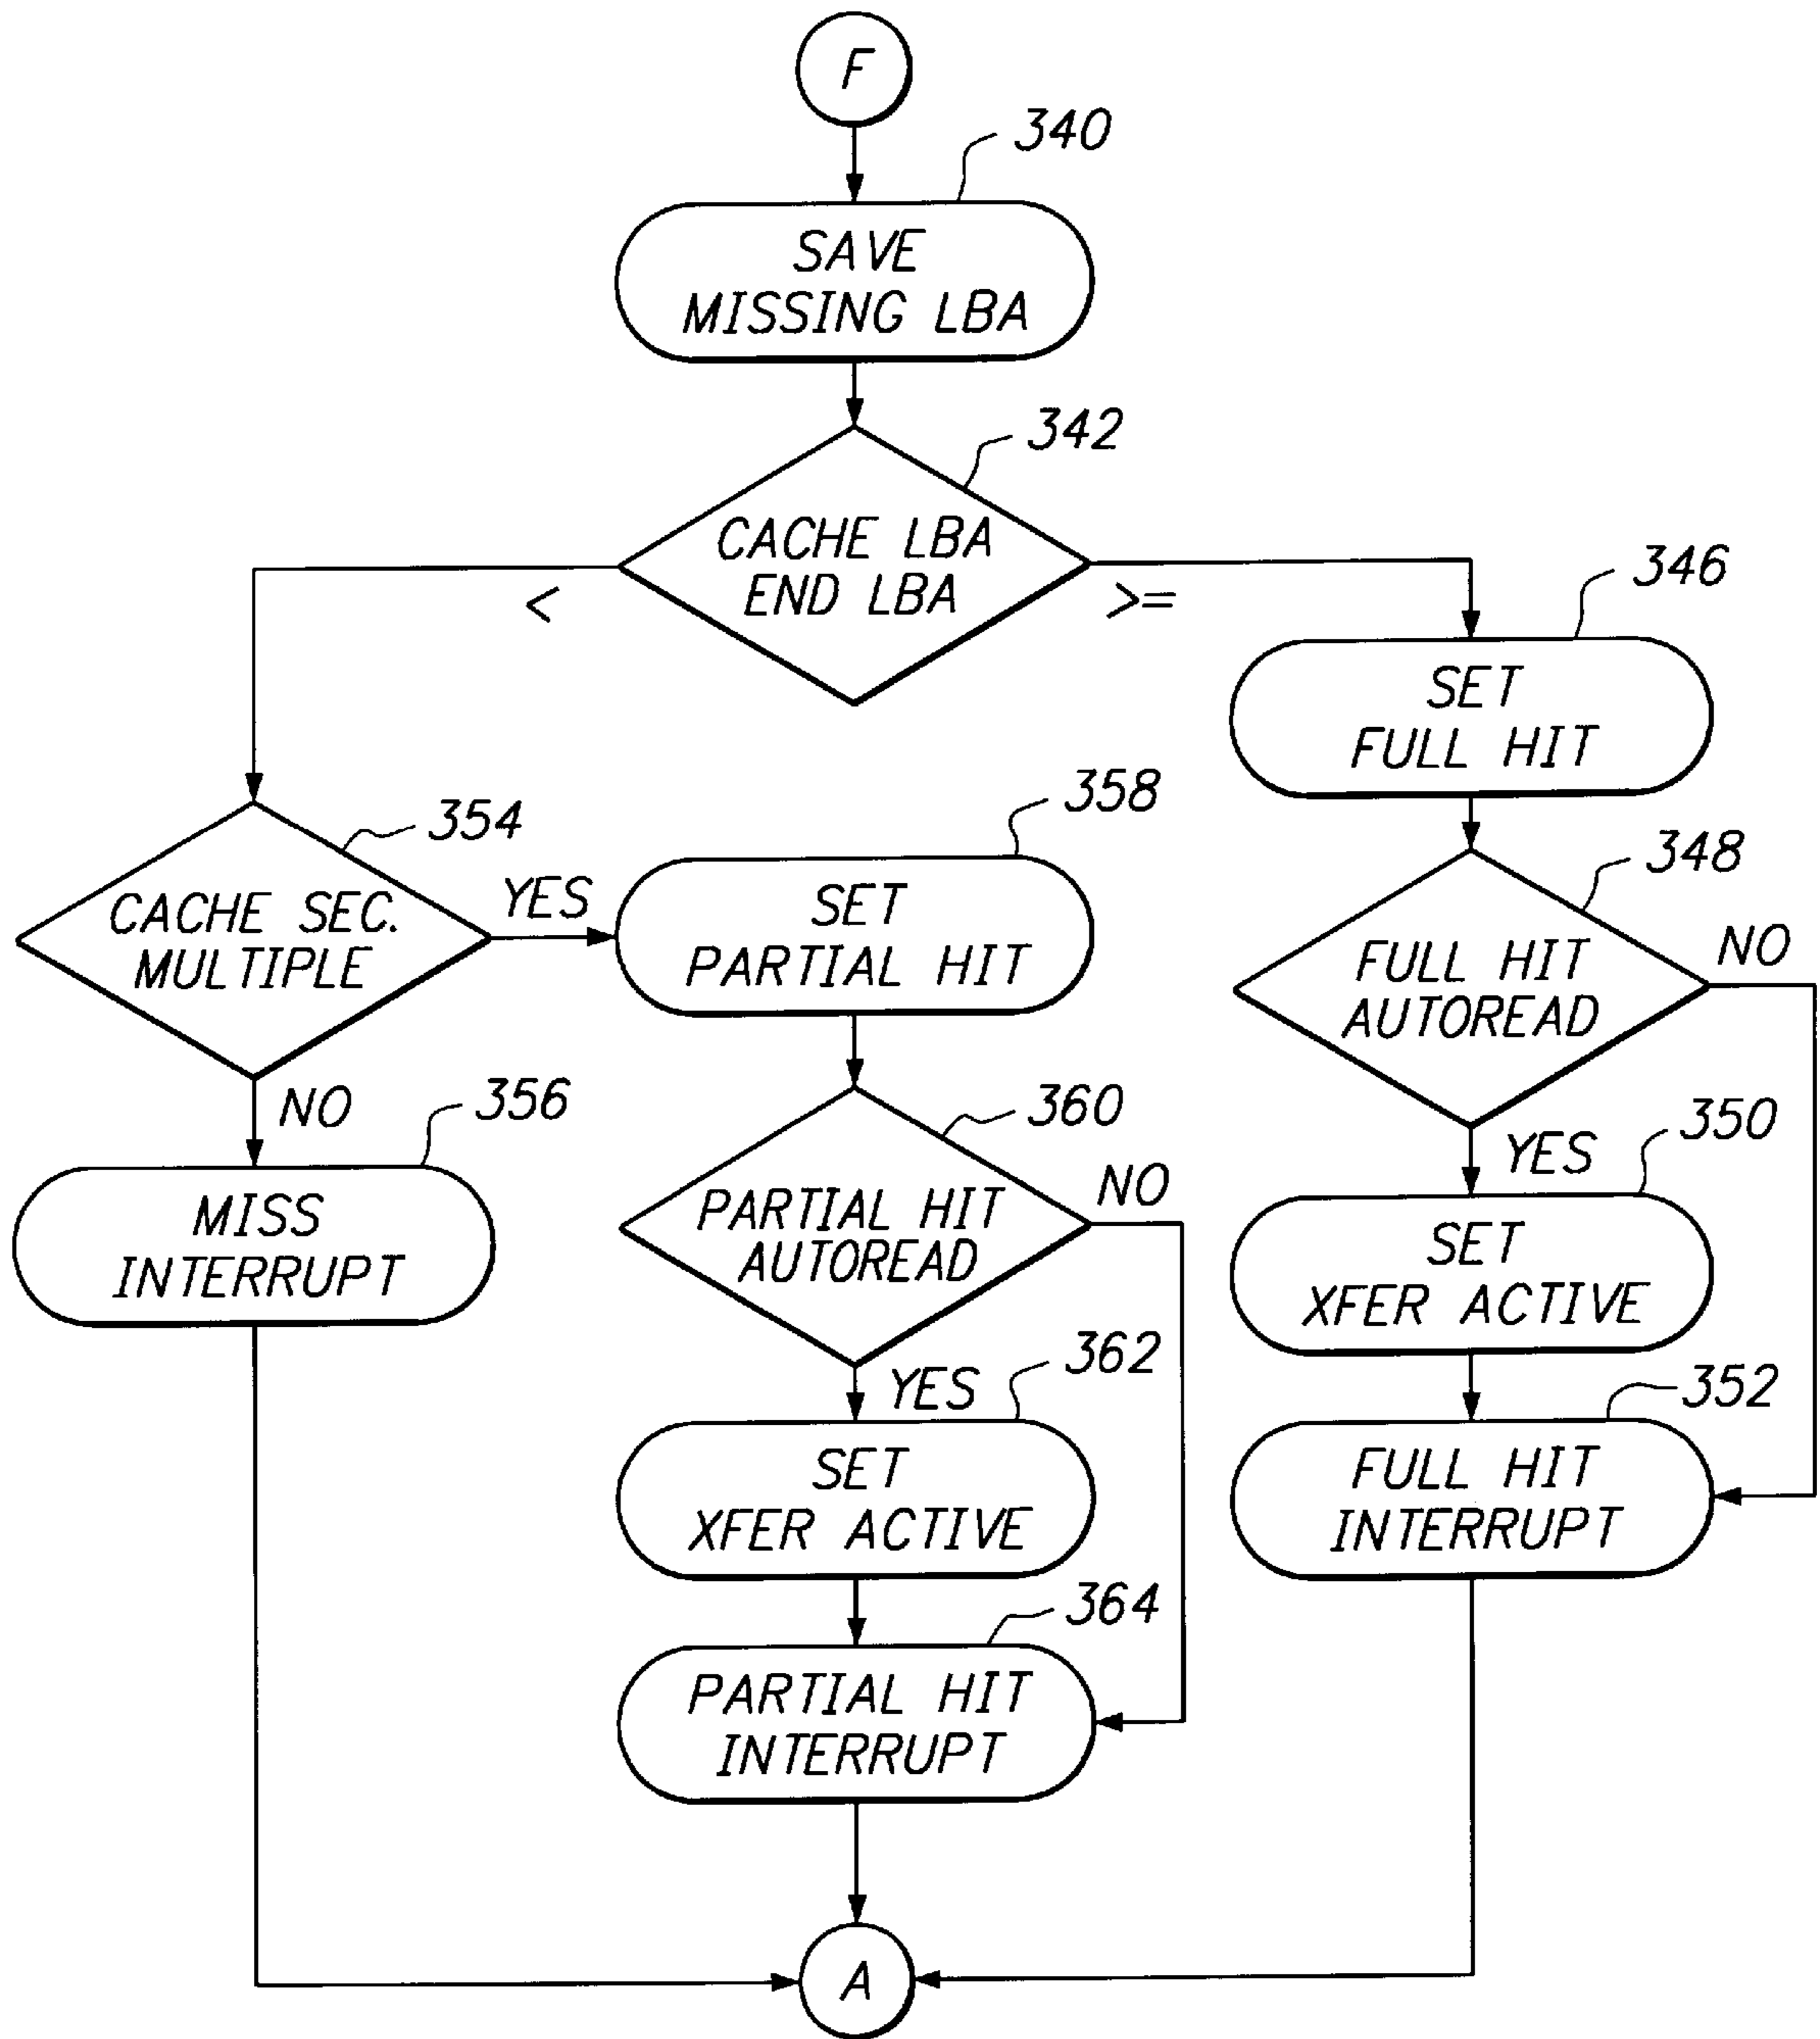 F
340
SAVE
MISSING LBA
342
CACHE LBA
END LBA
<
>=
346
SET
FULL HIT
354
CACHE SEC.
MULTIPLE
YES
358
SET
PARTIAL HIT
348
FULL HIT
AUTOREAD
NO
NO
356
MISS
INTERRUPT
360
PARTIAL HIT
AUTOREAD
NO
YES
350
SET
XFER ACTIVE
YES
362
SET
XFER ACTIVE
352
FULL HIT
INTERRUPT
364
PARTIAL HIT
INTERRUPT
A